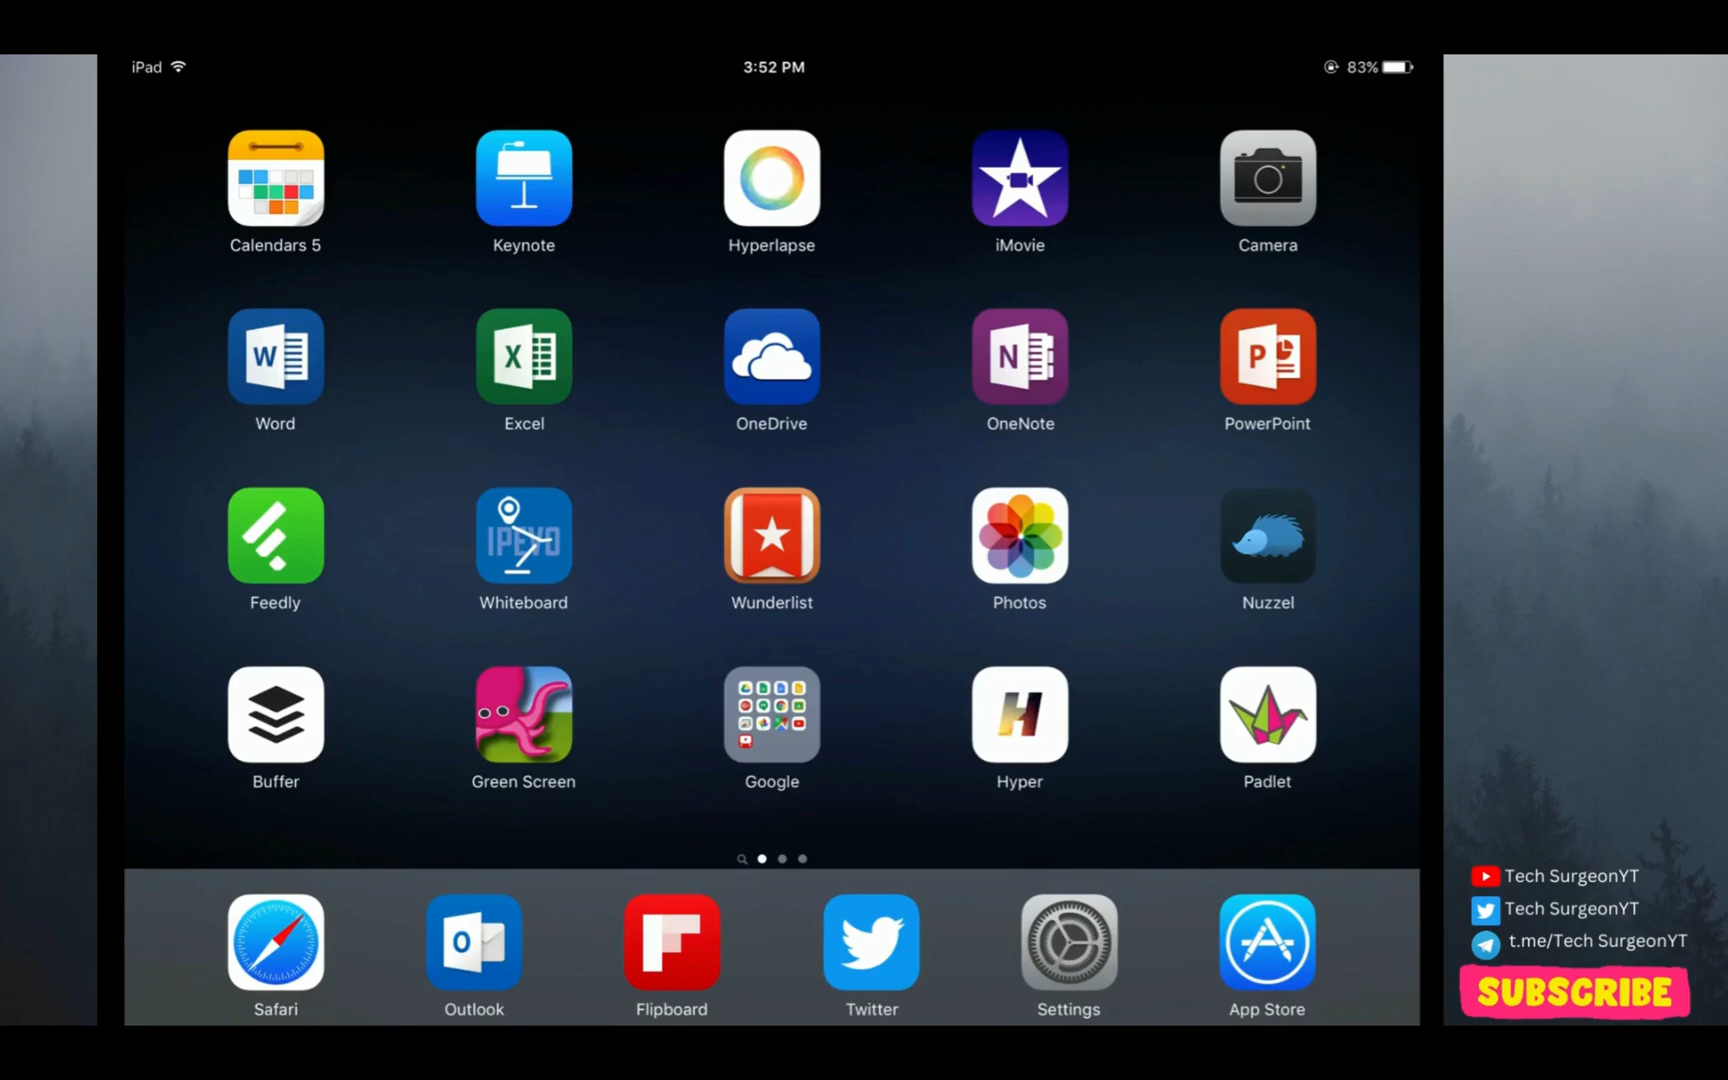 iPad
3:52 PM
83%
Calendars 5
Keynote
Hyperlapse
iMovie
Camera
W
X
N
P
Word
Excel
OneDrive
OneNote
PowerPoint
IPEVO
Feedly
Whiteboard
Wunderlist
Photos
Nuzzel
H
Buffer
Green Screen
Google
Hyper
Padlet
O
Safari
Outlook
Flipboard
Twitter
Settings
App Store
Tech SurgeonYT
Tech SurgeonYT
t.me/Tech SurgeonYT
SUBSCRIBE